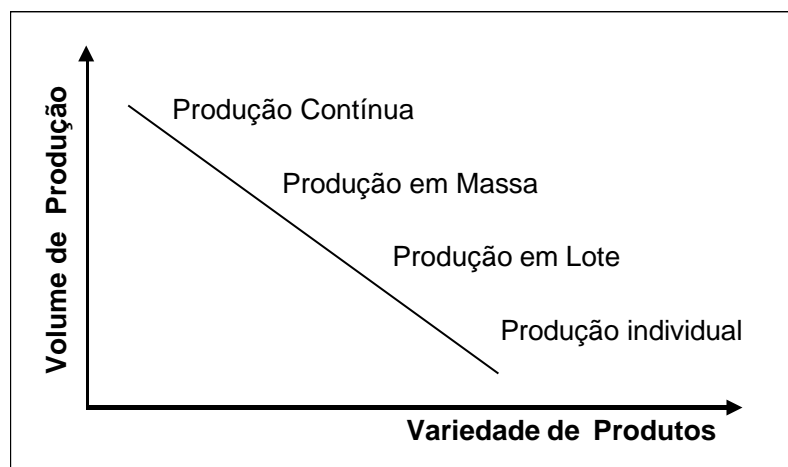 Volume de Produção
Produção Contínua
Produção em Massa
Produção em Lote
Produção individual
Variedade de Produtos